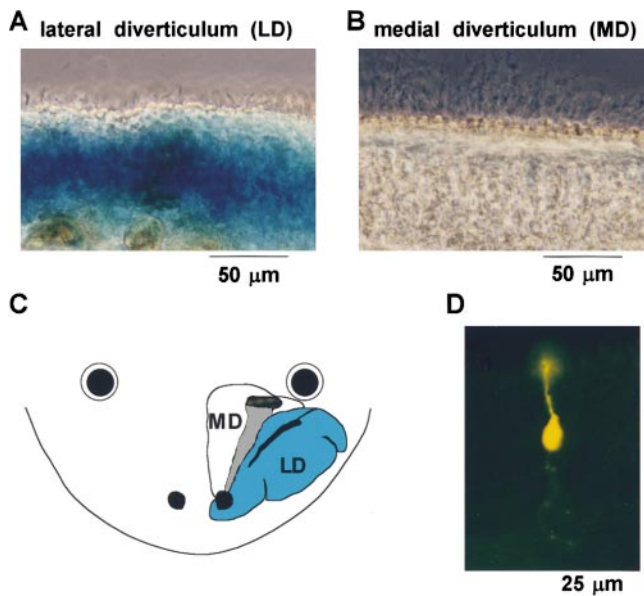 A lateral diverticulum (LD)
B medial diverticulum (MD)
50 μm
50 μm
C
D
MD
LD
25 μm